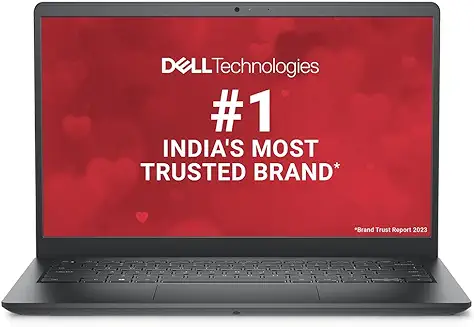 DELLTechnologies
#1
INDIA'S MOST
TRUSTED BRAND*
*Brand Trust Report 2023